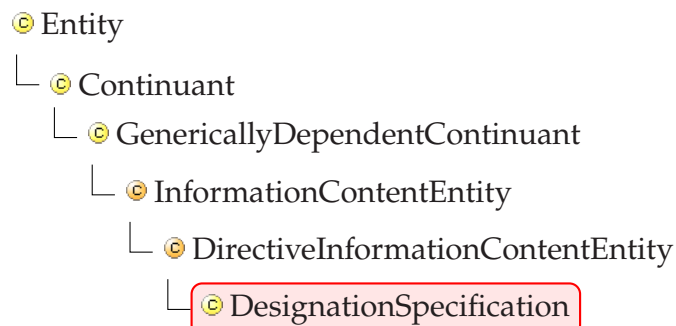 C Entity
C Continuant
C GenericallyDependentContinuant
C InformationContentEntity
C DirectiveInformationContentEntity
C DesignationSpecification